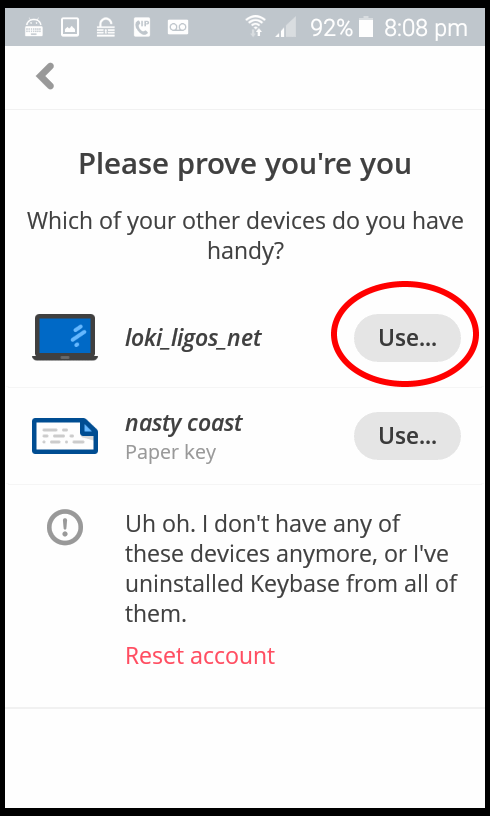 92% 8:08 pm
Please prove you're you
Which of your other devices do you have
handy?
loki_ligos_net
Use...
nasty coast
Paper key
Use...
Uh oh. I don't have any of
these devices anymore, or I've
uninstalled Keybase from all of
them.
Reset account